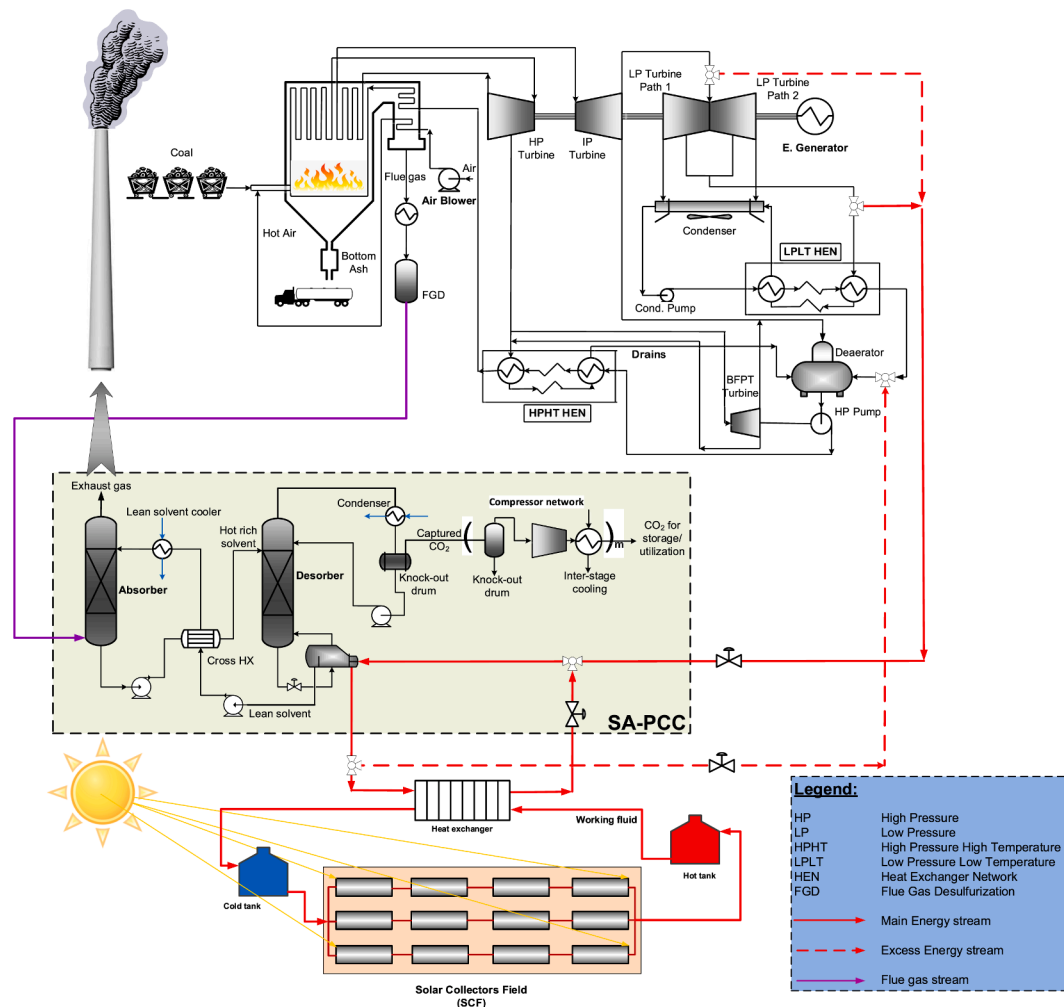 LP Turbine
Path 1
LP Turbine
Path 2
HP
Turbine
IP
Turbine
E. Generator
Coal
Flue gas
Air
Air Blower
Hot Air
Bottom
Ash
FGD
Condenser
LPLT HEN
Cond. Pump
Drains
Deaerator
BFPT
Turbine
HP Pump
HPHT HEN
Exhaust gas
Lean solvent cooler
Hot rich
solvent
Condenser
Compressor network
Captured
CO2
( ) m
CO2 for
storage/
utilization
Absorber
Desorber
Knock-out
drum
Knock-out
drum
Inter-stage
cooling
Cross HX
Lean solvent
SA-PCC
Heat exchanger
Working fluid
Cold tank
Hot tank
Solar Collectors Field
(SCF)
Legend:
HP High Pressure
LP Low Pressure
HPHT High Pressure High Temperature
LPLT Low Pressure Low Temperature
HEN Heat Exchanger Network
FGD Flue Gas Desulfurization
Main Energy stream
Excess Energy stream
Flue gas stream